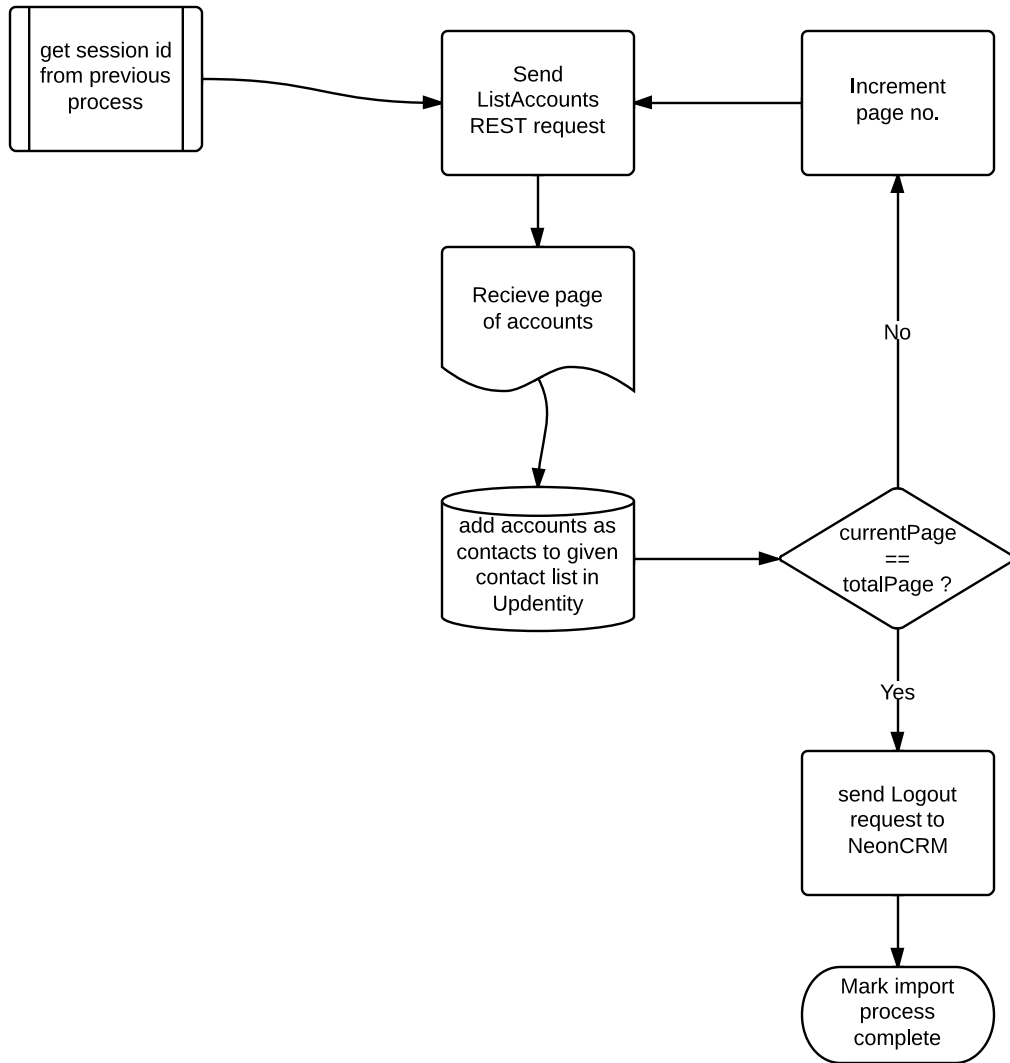 get session id
from previous
process
Send
ListAccounts
REST request
Increment
page no.
Recieve page
of accounts
No
add accounts as
contacts to given
contact list in
Updentity
currentPage
==
totalPage ?
Yes
send Logout
request to
NeonCRM
Mark import
process
complete